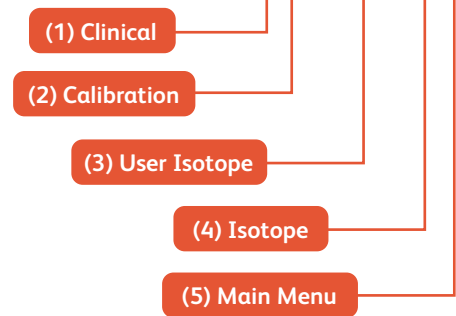 (1) Clinical
(2) Calibration
(3) User Isotope
(4) Isotope
(5) Main Menu